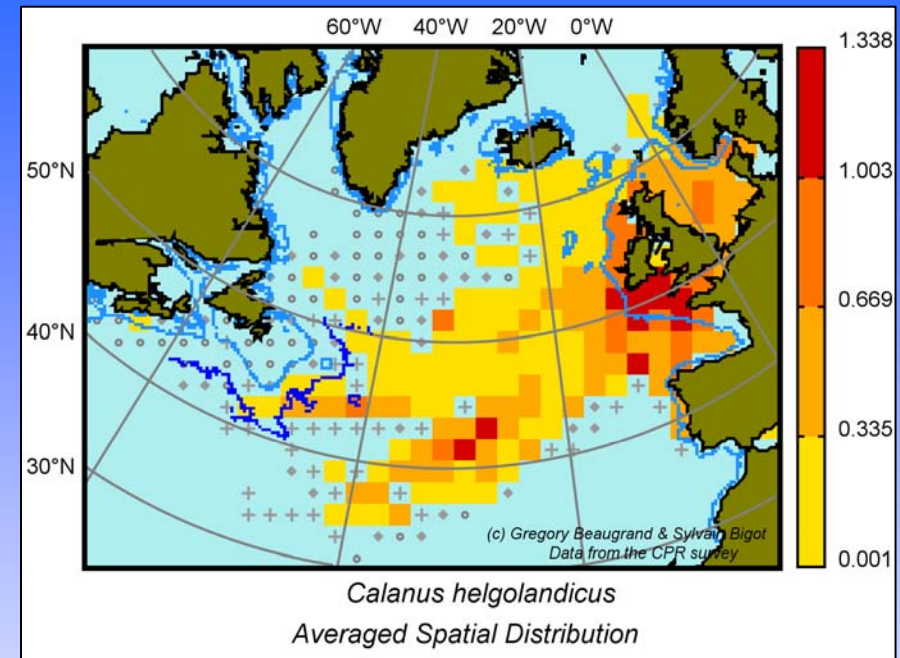 60°W 40°W 20°W 0°W
1.338
50°N
1.003
0.669
40°N
0.335
30°N
(c) Gregory Beaugrand & Sylvain Bigot
Data from the CPR survey
0.001
Calanus helgolandicus
Averaged Spatial Distribution